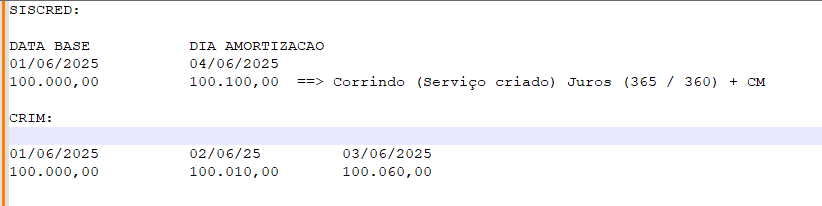 SISCRED:
DATA BASE DIA AMORTIZACAO
01/06/2025 04/06/2025
100.000,00 100.100,00 ==> Corrindo (Serviço criado) Juros (365 / 360) + CM
CRIM:
01/06/2025 02/06/25 03/06/2025
100.000,00 100.010,00 100.060,00